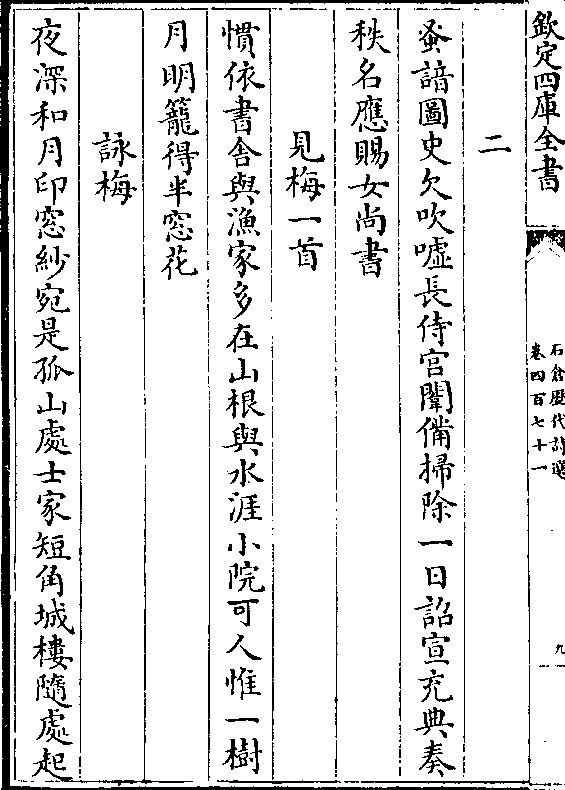 欽定四庫全書
石倉歷代詩選
卷四百七十一
九
二
蚤諳圖史欠吹噓長侍宮闈備掃除一日詔宣充典奏
秩名應賜女尚書
見梅一首
慣依書舍與漁家多在山根與水涯小院可人惟一樹
月明籠得半窓花
詠梅
夜深和月印窓紗宛是孤山處士家短角城樓隨處起